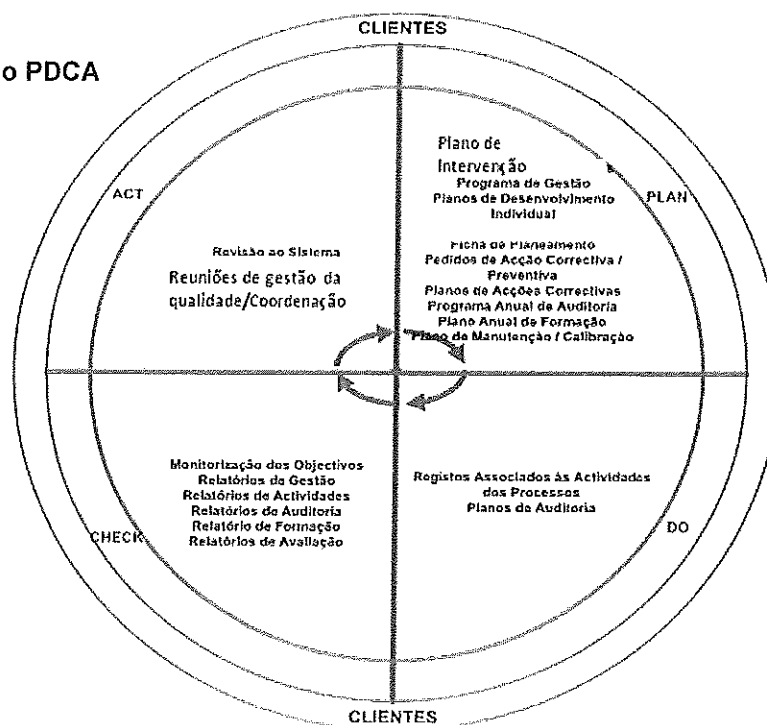 o PDCA
CLIENTES
ACT
Revisão ao Sistema
Reuniões de gestão da
qualidade/Coordenação
Plano de
Intervenção
Programa de Gestão
Planos de Desenvolvimento
Individual
PLAN
Ficha de Planeamento
Pedidos de Acção Correctiva /
Preventiva
Planos de Acções Correctivas
Programa Anual de Auditoria
Plano Anual de Formação
Plano de Manutenção / Calibração
Monitorização dos Objectivos
Relatórios de Gestão
Relatórios de Actividades
Relatórios de Auditoria
Relatório de Formação
Relatórios de Avaliação
CHECK
Registos Associados às Actividades
dos Processos
Planos de Auditoria
DO
CLIENTES